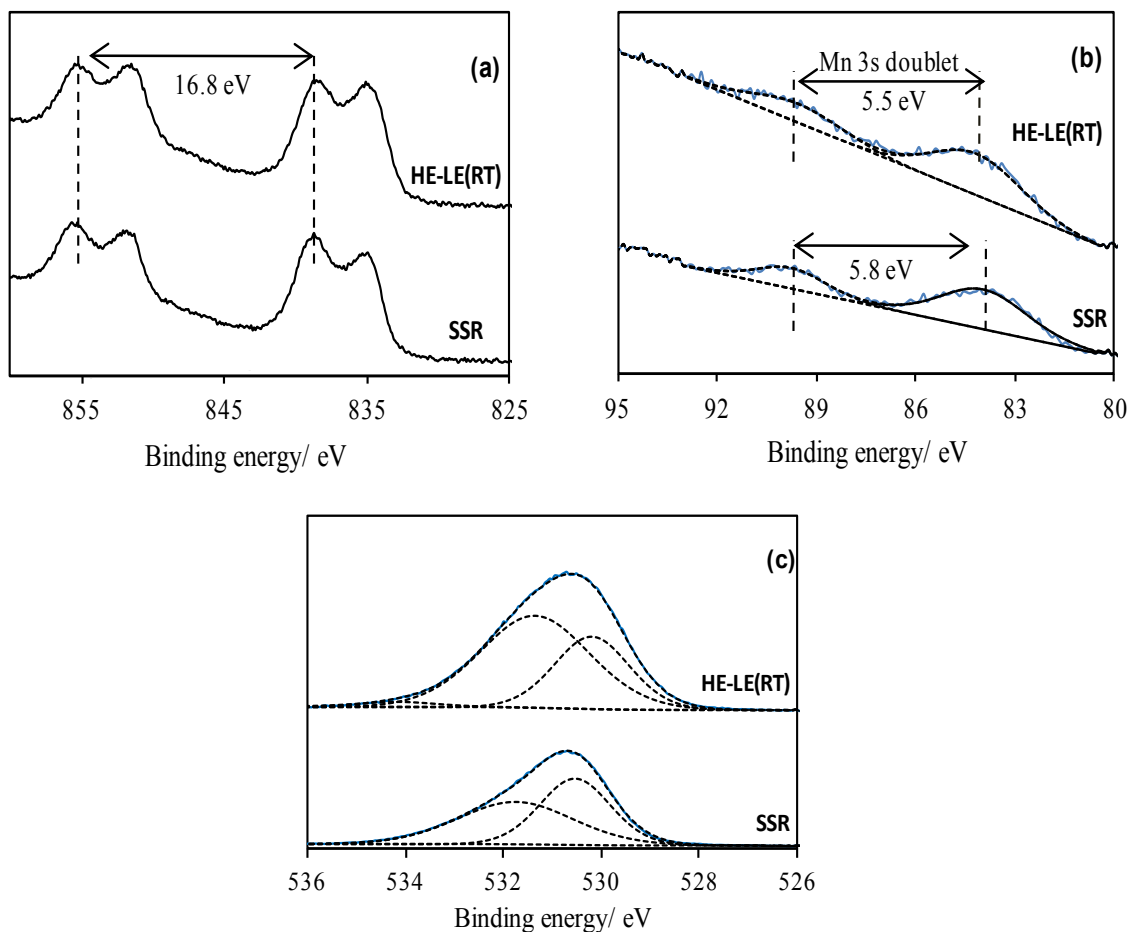 (a)
16.8 eV
HE-LE(RT)
SSR
855 845 835 825
Binding energy/ eV
(b)
Mn 3s doublet
5.5 eV
HE-LE(RT)
5.8 eV
SSR
95 92 89 86 83 80
Binding energy/ eV
(c)
HE-LE(RT)
SSR
536 534 532 530 528 526
Binding energy/ eV